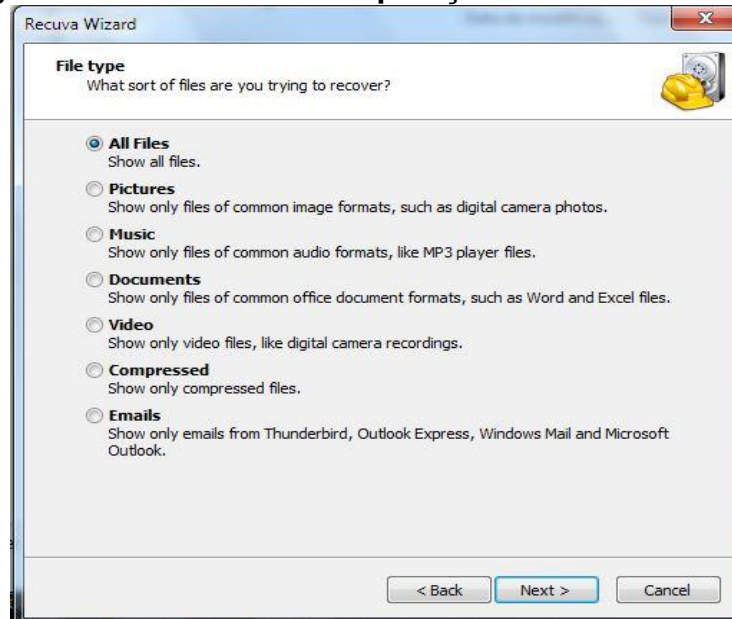 Recuva Wizard
File type
What sort of files are you trying to recover?
All Files
Show all files.
Pictures
Show only files of common image formats, such as digital camera photos.
Music
Show only files of common audio formats, like MP3 player files.
Documents
Show only files of common office document formats, such as Word and Excel files.
Video
Show only video files, like digital camera recordings.
Compressed
Show only compressed files.
Emails
Show only emails from Thunderbird, Outlook Express, Windows Mail and Microsoft
Outlook.
< Back
Next >
Cancel